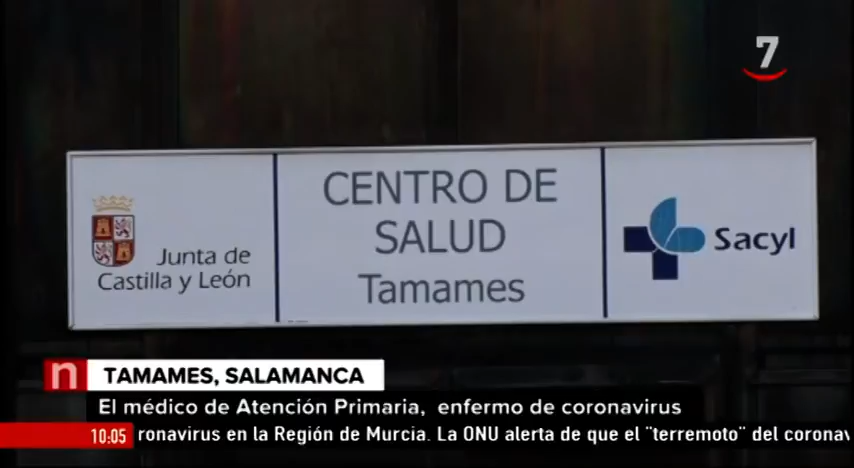 7
Junta de
Castilla y León
CENTRO DE
SALUD
Tamames
Sacyl
n TAMAMES, SALAMANCA
El médico de Atención Primaria, enfermo de coronavirus
10:05 ronavirus en la Región de Murcia. La ONU alerta de que el "terremoto" del coronav